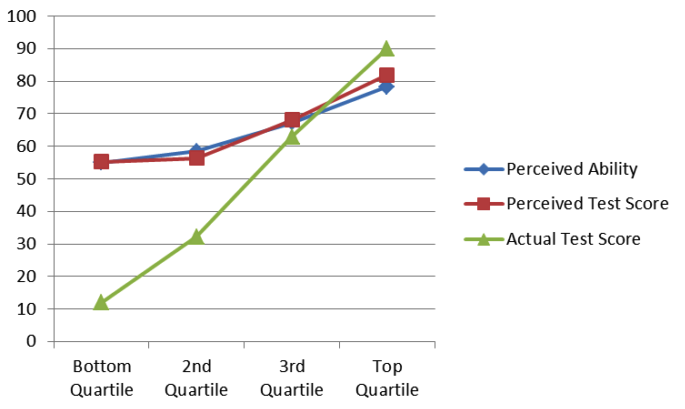 100
90
80
70
60
50
40
30
20
10
0
Bottom Quartile
2nd Quartile
3rd Quartile
Top Quartile
Perceived Ability
Perceived Test Score
Actual Test Score